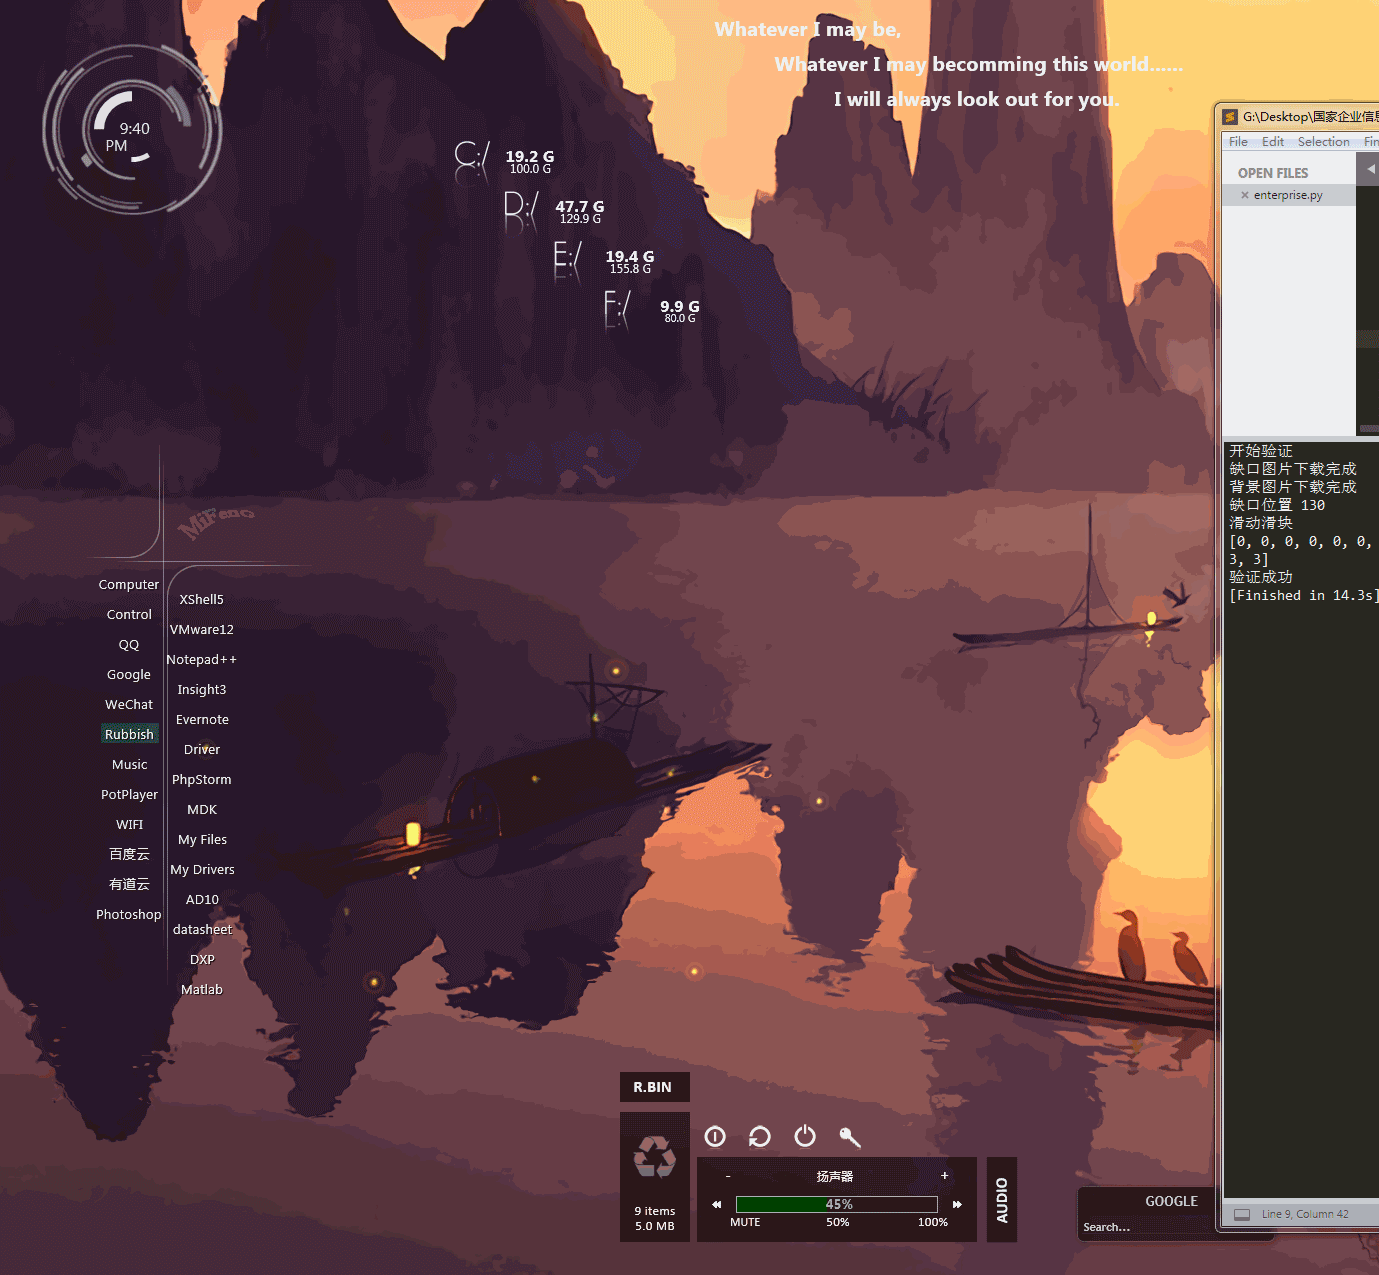 Whatever I may be,
Whatever I may becomming this world......
I will always look out for you.
9:40
PM
C:/ 19.2 G
100.0 G
D:/ 47.7 G
129.9 G
E:/ 19.4 G
155.8 G
F:/ 9.9 G
80.0 G
MiFeng
Computer
Control
QQ
Google
WeChat
Rubbish
Music
PotPlayer
WIFI
百度云
有道云
Photoshop
XShell5
VMware12
Notepad++
Insight3
Evernote
Driver
PhpStorm
MDK
My Files
My Drivers
AD10
datasheet
DXP
Matlab
R.BIN
9 items
5.0 MB
- 扬声器 +
45%
MUTE 50% 100%
AUDIO
GOOGLE
Search...
G:\Desktop\国家企业信息
File Edit Selection Fin
OPEN FILES
enterprise.py
开始验证
缺口图片下载完成
背景图片下载完成
缺口位置 130
滑动滑块
[0, 0, 0, 0, 0, 0,
3, 3]
验证成功
[Finished in 14.3s]
Line 9, Column 42